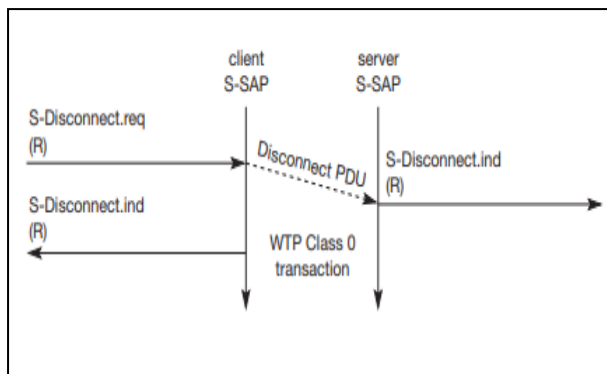 client
S-SAP
server
S-SAP
S-Disconnect.req
(R)
Disconnect PDU
S-Disconnect.ind
(R)
S-Disconnect.ind
(R)
WTP Class 0
transaction